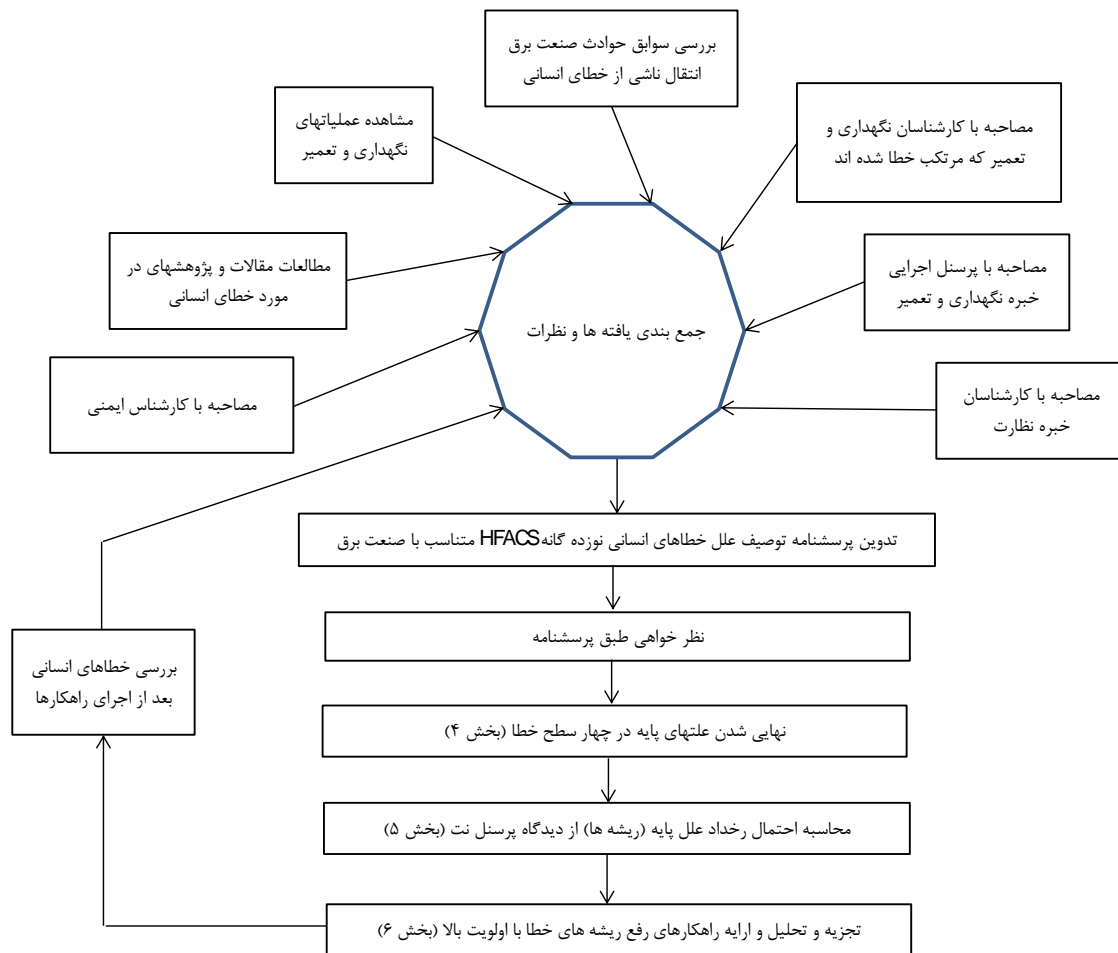 بررسی سوابق حوادث صنعت برق
انتقال ناشی از خطای انسانی
مصاحبه با کارشناسان نگهداری و
تعمیر که مرتکب خطا شده اند
مشاهده عملیاتهای
نگهداری و تعمیر
مصاحبه با پرسنل اجرایی
خبره نگهداری و تعمیر
مطالعات مقالات و پژوهشهای در
مورد خطای انسانی
جمع بندی یافته ها و نظرات
مصاحبه با کارشناسان
خبره نظارت
مصاحبه با کارشناس ایمنی
تدوین پرسشنامه توصیف علل خطاهای انسانی نوزده گانه HFACS متناسب با صنعت برق
نظر خواهی طبق پرسشنامه
بررسی خطاهای انسانی
بعد از اجرای راهکارها
نهایی شدن علتهای پایه در چهار سطح خطا (بخش ۴)
محاسبه احتمال رخداد علل پایه (ریشه ها) از دیدگاه پرسنل نت (بخش ۵)
تجزیه و تحلیل و ارایه راهکارهای رفع ریشه های خطا با اولویت بالا (بخش ۶)